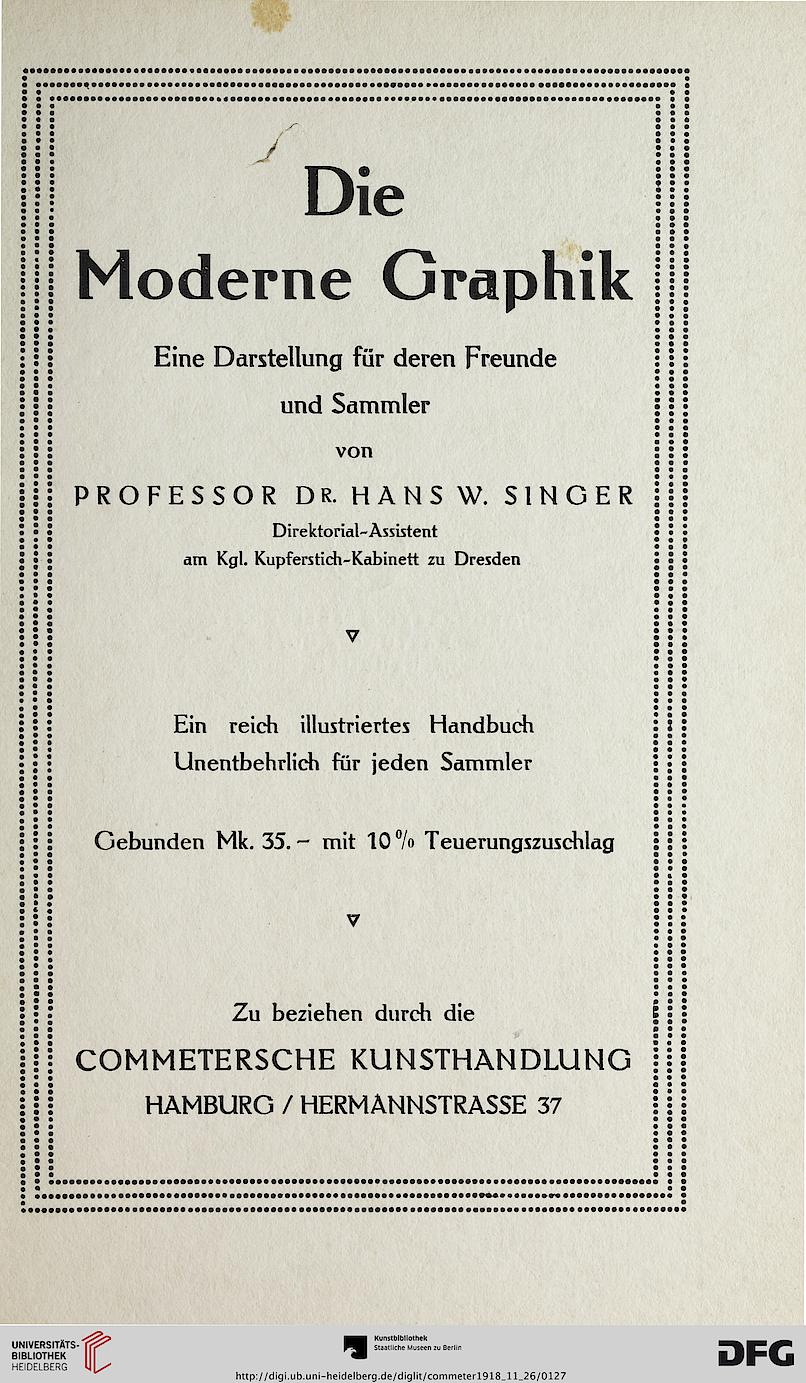 Die
Moderne Graphik
Eine Darstellung für deren Freunde
und Sammler
von
PROFESSOR DR. HANS W. SINGER
Direktorial-Assistent
am Kgl. Kupferstich-Kabinett zu Dresden
Ein reich illustriertes Handbuch
Unentbehrlich für jeden Sammler
Gebunden Mk. 35.– mit 10% Teuerungszuschlag
Zu beziehen durch die
COMMETERSCHE KUNSTHANDLUNG
HAMBURG / HERMANNSTRASSE 37
UNIVERSITÄTS-
BIBLIOTHEK
HEIDELBERG
Kunstbibliothek
Staatliche Museen zu Berlin
DFG
http://digi.ub.uni-heidelberg.de/diglit/commeter1918_11_26/0127